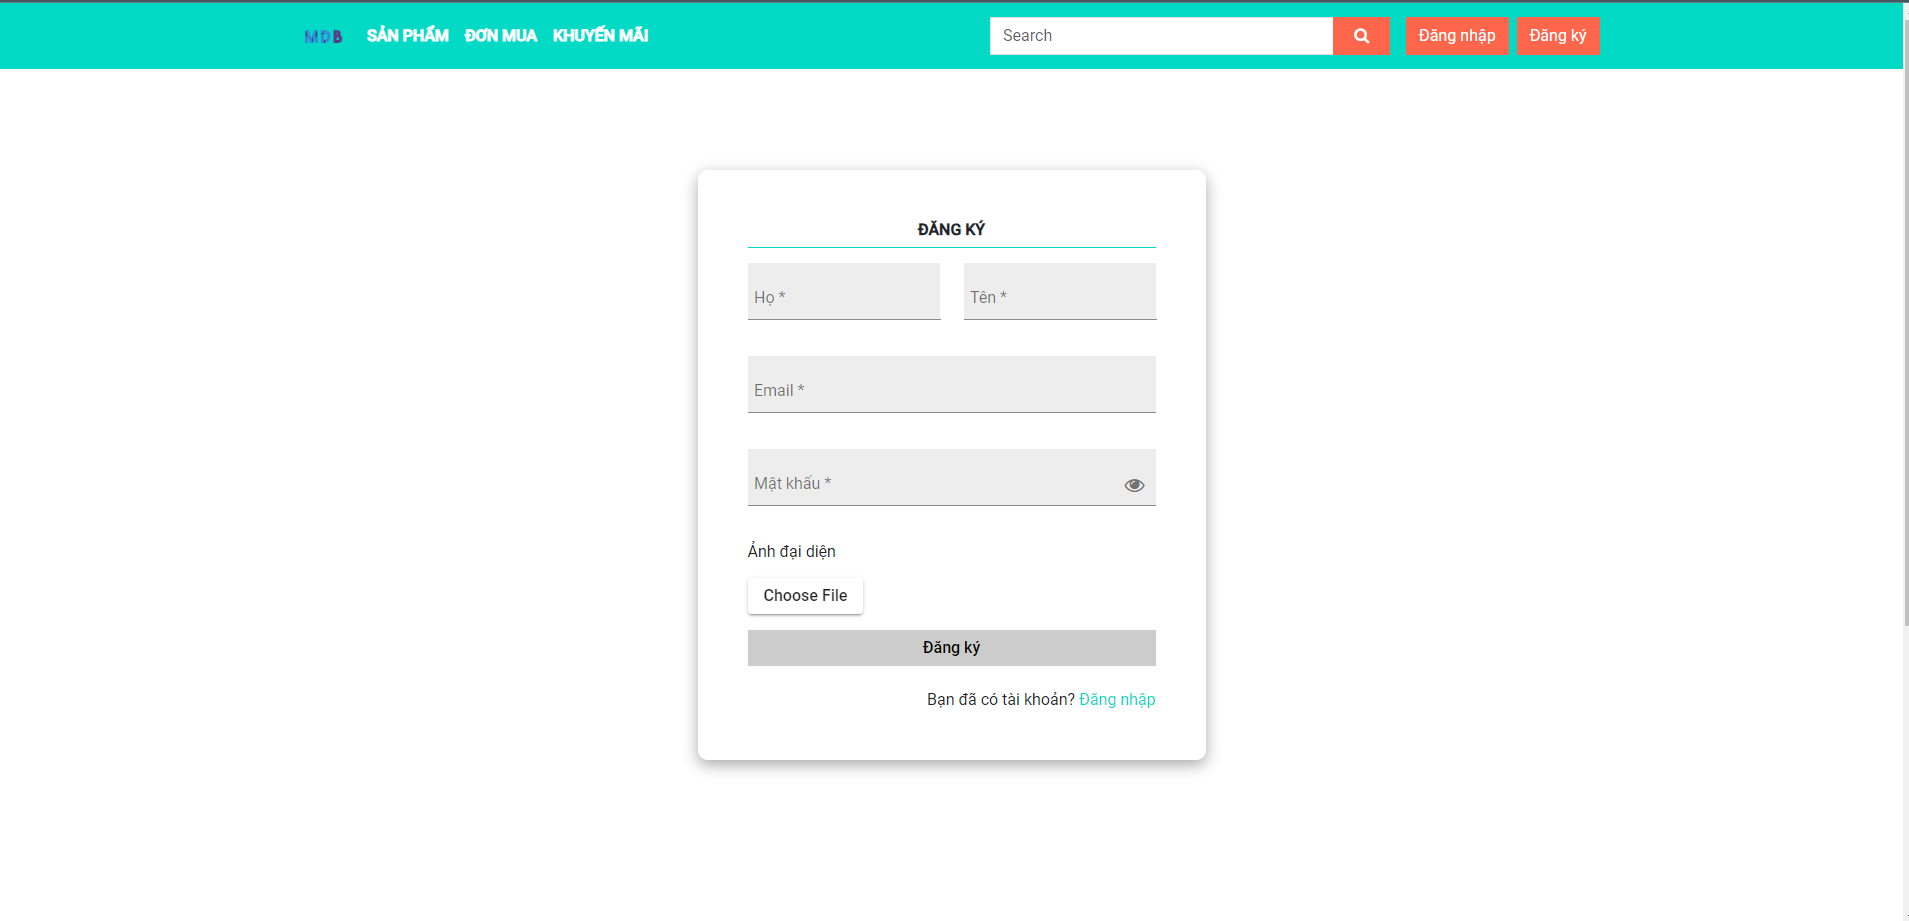 MDB SẢN PHẨM ĐƠN MUA KHUYẾN MÃI Search Đăng nhập Đăng ký
ĐĂNG KÝ
Họ * Tên *
Email *
Mật khẩu *
Ảnh đại diện
Choose File
Đăng ký
Bạn đã có tài khoản? Đăng nhập